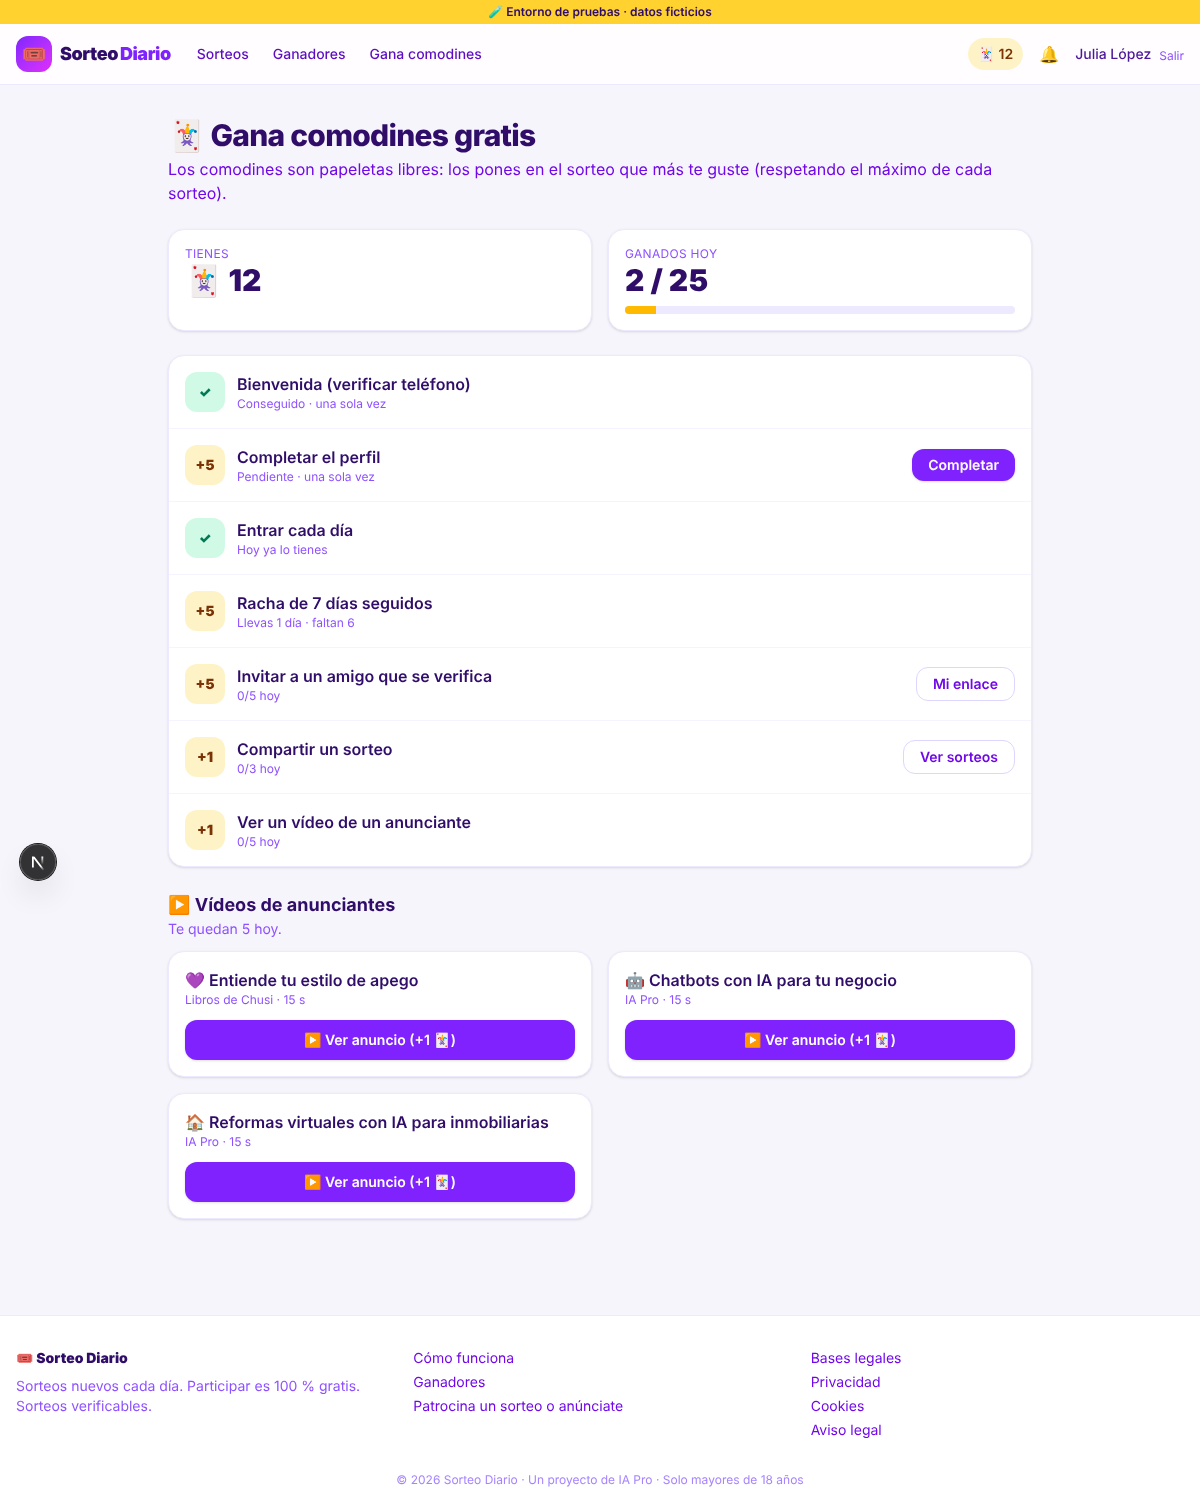 Entorno de pruebas · datos ficticios
Sorteo Diario
Sorteos
Ganadores
Gana comodines
12
Julia López
Salir
Gana comodines gratis
Los comodines son papeletas libres: los pones en el sorteo que más te guste (respetando el máximo de cada
sorteo).
TIENES
12
GANADOS HOY
2 / 25
Bienvenida (verificar teléfono)
Conseguido · una sola vez
+5
Completar el perfil
Pendiente · una sola vez
Completar
Entrar cada día
Hoy ya lo tienes
+5
Racha de 7 días seguidos
Llevas 1 día · faltan 6
+5
Invitar a un amigo que se verifica
0/5 hoy
Mi enlace
+1
Compartir un sorteo
0/3 hoy
Ver sorteos
+1
Ver un vídeo de un anunciante
0/5 hoy
N
Vídeos de anunciantes
Te quedan 5 hoy.
Entiende tu estilo de apego
Libros de Chusi · 15 s
Ver anuncio (+1 🃏)
Chatbots con IA para tu negocio
IA Pro · 15 s
Ver anuncio (+1 🃏)
Reformas virtuales con IA para inmobiliarias
IA Pro · 15 s
Ver anuncio (+1 🃏)
Sorteo Diario
Sorteos nuevos cada día. Participar es 100 % gratis.
Sorteos verificables.
Cómo funciona
Ganadores
Patrocina un sorteo o anúnciate
Bases legales
Privacidad
Cookies
Aviso legal
© 2026 Sorteo Diario · Un proyecto de IA Pro · Solo mayores de 18 años